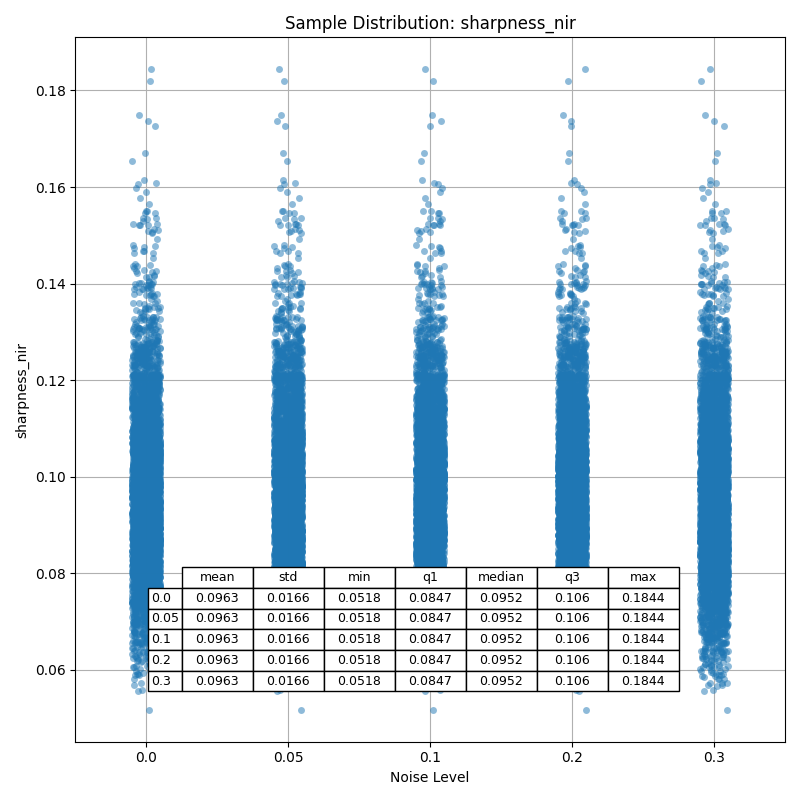 Sample Distribution: sharpness_nir
0.18
0.16
0.14
0.12
0.10
0.08
0.06
sharpness_nir
mean std min q1 median q3 max
0.0 0.0963 0.0166 0.0518 0.0847 0.0952 0.106 0.1844
0.05 0.0963 0.0166 0.0518 0.0847 0.0952 0.106 0.1844
0.1 0.0963 0.0166 0.0518 0.0847 0.0952 0.106 0.1844
0.2 0.0963 0.0166 0.0518 0.0847 0.0952 0.106 0.1844
0.3 0.0963 0.0166 0.0518 0.0847 0.0952 0.106 0.1844
0.0 0.05 0.1 0.2 0.3
Noise Level